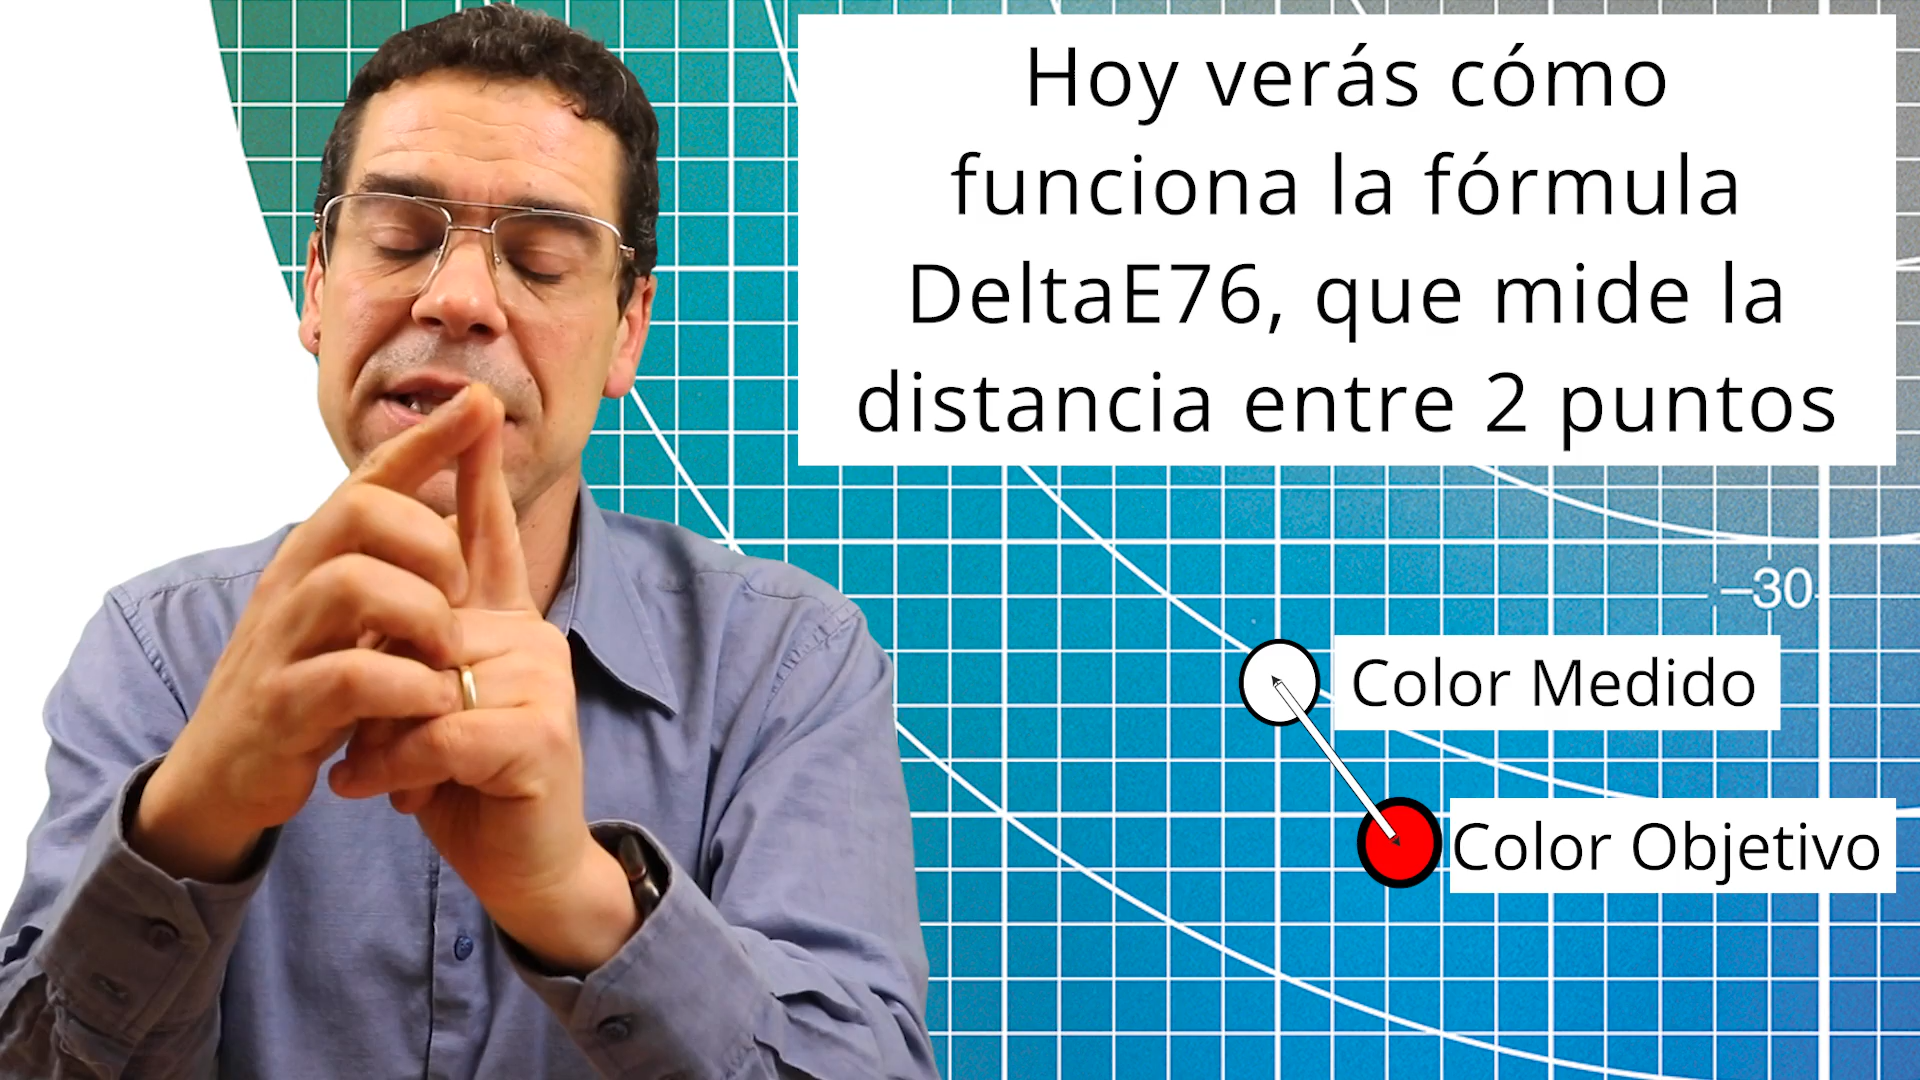 Hoy verás cómo
funciona la fórmula
DeltaE76, que mide la
distancia entre 2 puntos
–30
Color Medido
Color Objetivo